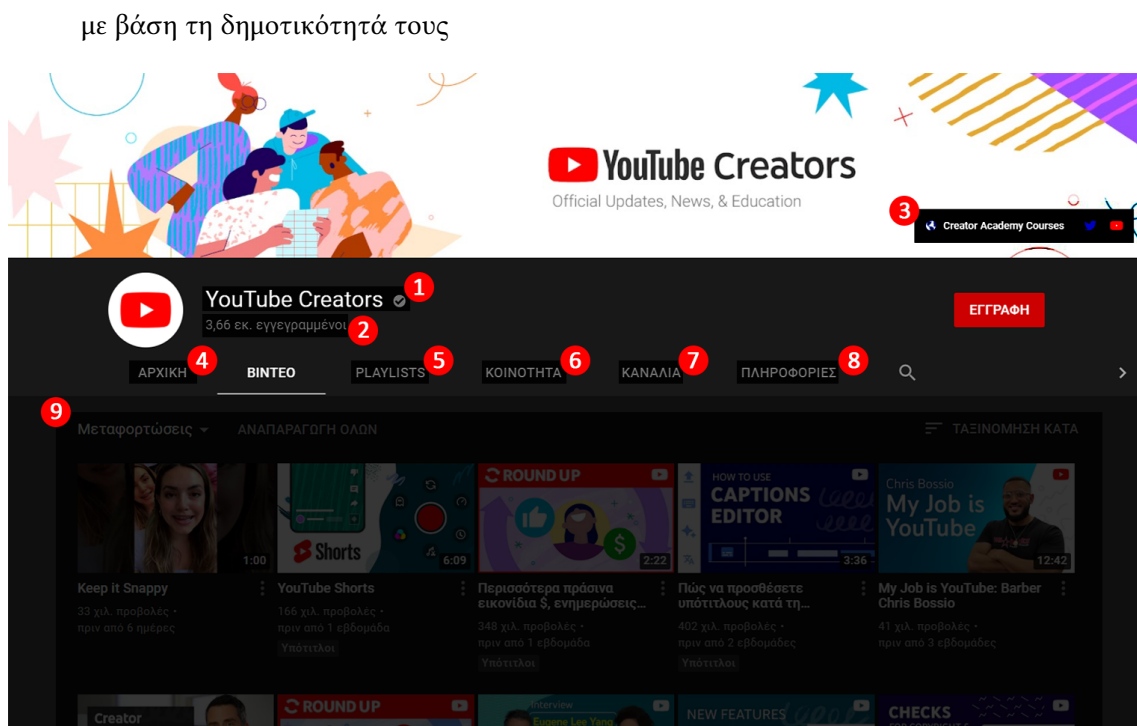 με βάση τη δημοτικότητά τους
YouTube Creators
Official Updates, News, & Education
3
Creator Academy Courses
YouTube Creators 1
3,66 εκ. εγγεγραμμένοι 2
ΕΓΓΡΑΦΗ
ΑΡΧΙΚΗ 4 ΒΙΝΤΕΟ PLAYLISTS 5 ΚΟΙΝΟΤΗΤΑ 6 ΚΑΝΑΛΙΑ 7 ΠΛΗΡΟΦΟΡΙΕΣ 8
9
Μεταφορτώσεις ΑΝΑΠΑΡΑΓΩΓΗ ΟΛΩΝ ΤΑΞΙΝΟΜΗΣΗ ΚΑΤΑ
1:00
Shorts
6:09
ROUND UP
$
2:22
HOW TO USE
CAPTIONS
EDITOR
3:36
Chris Bossio
My Job is
YouTube
12:42
Keep it Snappy
33 χιλ. προβολές •
πριν από 6 ημέρες
YouTube Shorts
166 χιλ. προβολές •
πριν από 1 εβδομάδα
Υπότιτλοι
Περισσότερα πράσινα
εικονίδια $, ενημερώσεις...
348 χιλ. προβολές •
πριν από 1 εβδομάδα
Υπότιτλοι
Πώς να προσθέσετε
υπότιτλους κατά τη...
402 χιλ. προβολές •
πριν από 2 εβδομάδες
Υπότιτλοι
My Job is YouTube: Barber
Chris Bossio
41 χιλ. προβολές •
πριν από 3 εβδομάδες
Creator
ROUND UP
Interview
Eugene Lee Yang
NEW FEATURES
CHECKS